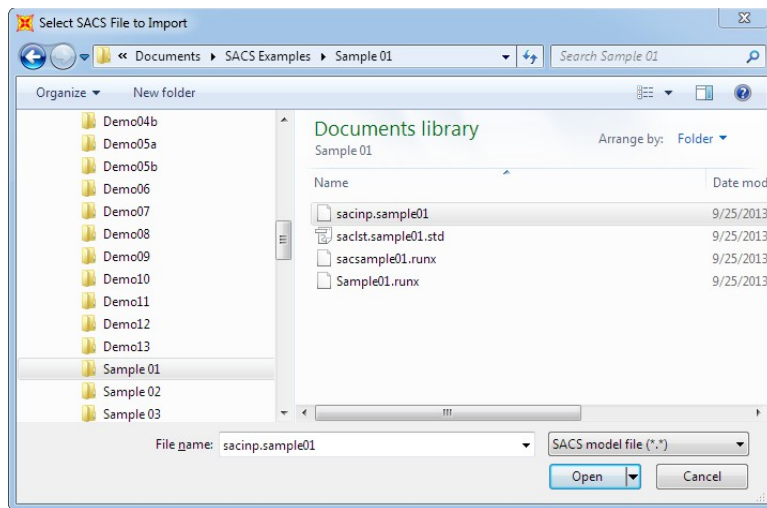 Select SACS File to Import
« Documents ▸ SACS Examples ▸ Sample 01
Search Sample 01
Organize ▾ New folder
Demo04b
Demo05a
Demo05b
Demo06
Demo07
Demo08
Demo09
Demo10
Demo11
Demo12
Demo13
Sample 01
Sample 02
Sample 03
Documents library
Sample 01
Arrange by: Folder ▾
Name Date mod
sacinp.sample01 9/25/2013
saclst.sample01.std 9/25/2013
sacsample01.runx 9/25/2013
Sample01.runx 9/25/2013
File name: sacinp.sample01
SACS model file (*.*)
Open Cancel